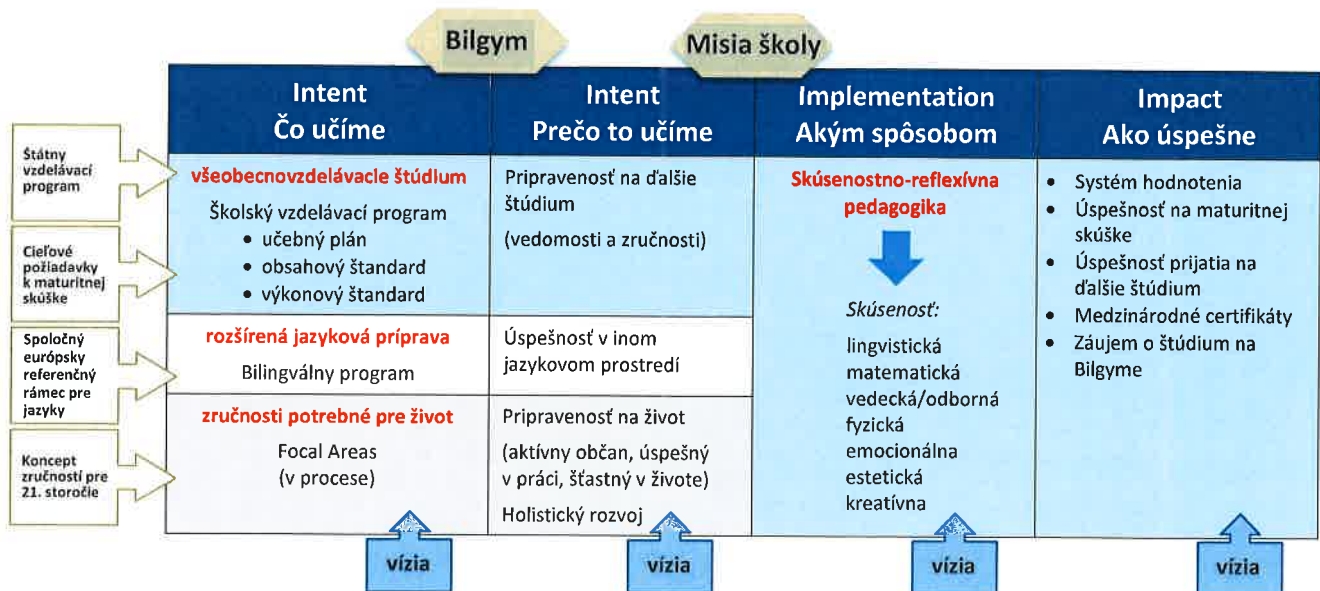 Bilgym
Misia školy
Intent
Čo učíme
Intent
Prečo to učíme
Implementation
Akým spôsobom
Impact
Ako úspešne
Štátny
vzdelávací
program
Cieľové
požiadavky
k maturitnej
skúške
Spoločný
európsky
referenčný
rámec pre
jazyky
Koncept
zručností pre
21. storočie
všeobecnovzdelávacie štúdium
Školský vzdelávací program
• učebný plán
• obsahový štandard
• výkonový štandard
rozšírená jazyková príprava
Bilingválny program
zručnosti potrebné pre život
Focal Areas
(v procese)
Pripravenosť na ďalšie
štúdium
(vedomosti a zručnosti)
Úspešnosť v inom
jazykovom prostredí
Pripravenosť na život
(aktívny občan, úspešný
v práci, šťastný v živote)
Holistický rozvoj
Skúsenostno-reflexívna
pedagogika
Skúsenosť:
lingvistická
matematická
vedecká/odborná
fyzická
emocionálna
estetická
kreatívna
• Systém hodnotenia
• Úspešnosť na maturitnej
skúške
• Úspešnosť prijatia na
ďalšie štúdium
• Medzinárodné certifikáty
• Záujem o štúdium na
Bilgyme
vízia
vízia
vízia
vízia